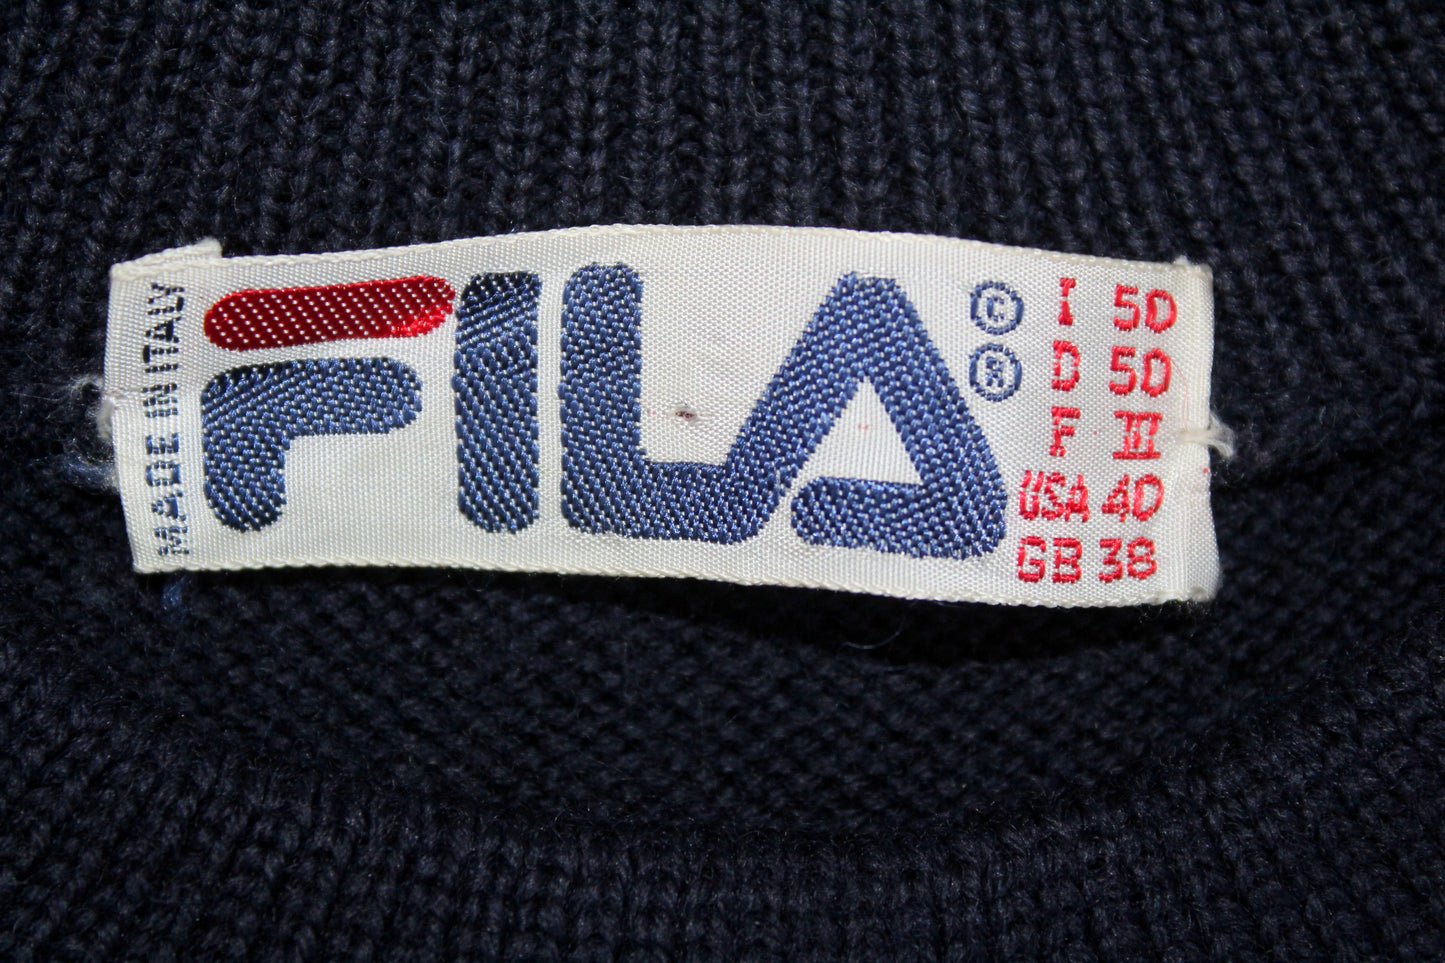 MADE IN ITALY
FILA
©
®
I 50
D 50
F III
USA 40
GB 38